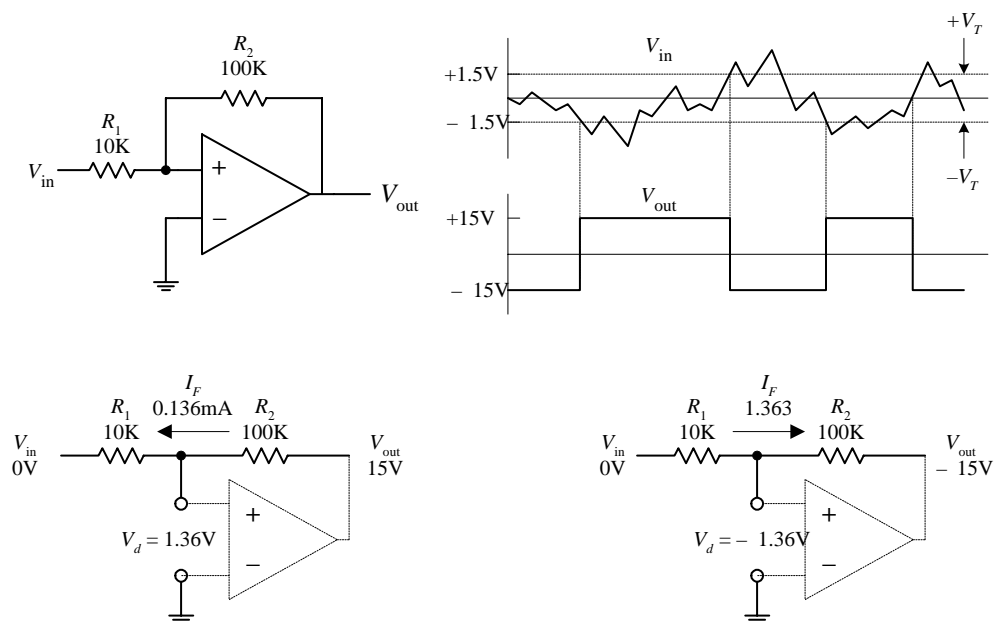 R2
100K
R1
10K
Vin
+
−
Vout
+VT
Vin
+1.5V
− 1.5V
−VT
Vout
+15V
− 15V
IF
0.136mA
R1
10K
R2
100K
Vin
0V
Vout
15V
+
Vd = 1.36V
−
IF
1.363
R1
10K
R2
100K
Vin
0V
Vout
− 15V
+
Vd = − 1.36V
−